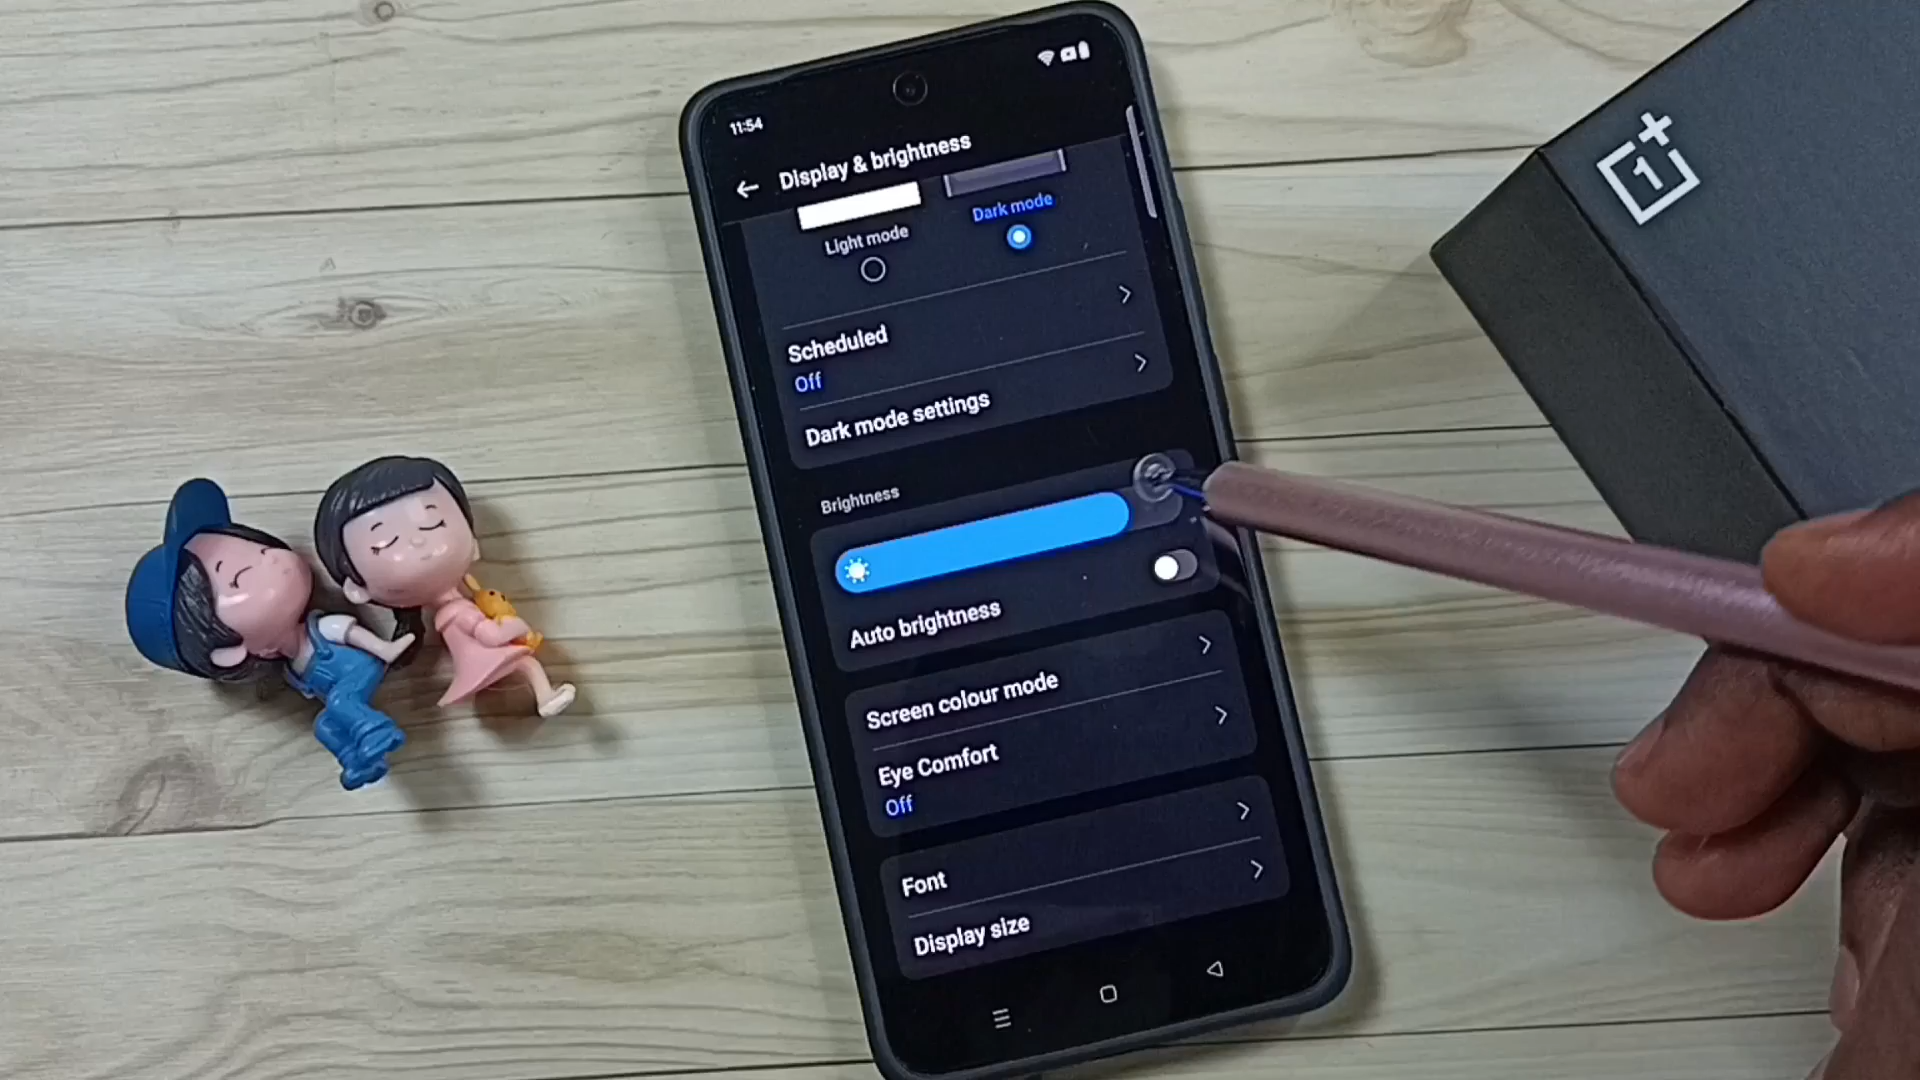 11:54
Display & brightness
Light mode
Dark mode
Scheduled
Off
Dark mode settings
Brightness
Auto brightness
Screen colour mode
Eye Comfort
Off
Font
Display size
1+